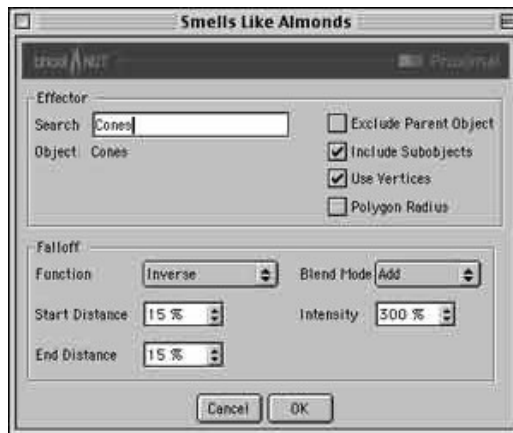 Smells Like Almonds
Proximal
Effector
Search Cones
Exclude Parent Object
Object: Cones
Include Subobjects
Use Vertices
Polygon Radius
Falloff
Function Inverse
Blend Mode Add
Start Distance 15 %
Intensity 300 %
End Distance 15 %
Cancel OK